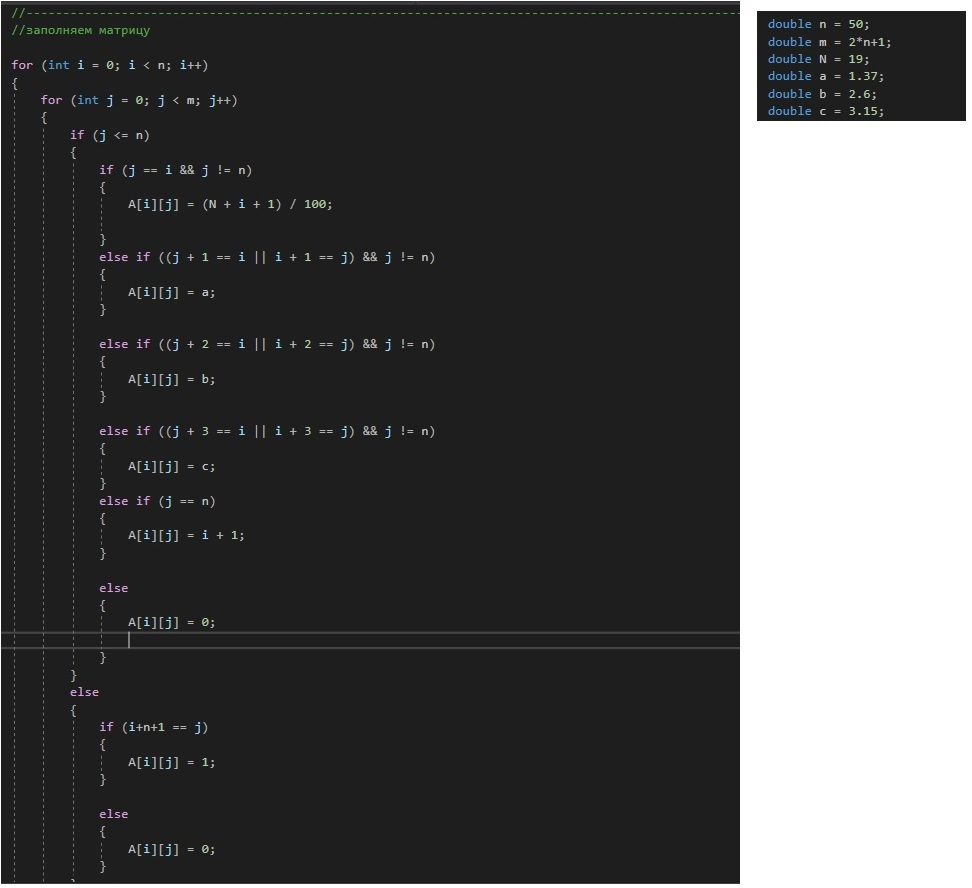 //--------------------------------------------------------------------------------------------------
//заполняем матрицу
for (int i = 0; i < n; i++)
{
for (int j = 0; j < m; j++)
{
if (j <= n)
{
if (j == i && j != n)
{
A[i][j] = (N + i + 1) / 100;
}
else if ((j + 1 == i || i + 1 == j) && j != n)
{
A[i][j] = a;
}
else if ((j + 2 == i || i + 2 == j) && j != n)
{
A[i][j] = b;
}
else if ((j + 3 == i || i + 3 == j) && j != n)
{
A[i][j] = c;
}
else if (j == n)
{
A[i][j] = i + 1;
}
else
{
A[i][j] = 0;
}
}
else
{
if (i+n+1 == j)
{
A[i][j] = 1;
}
else
{
A[i][j] = 0;
}
double n = 50;
double m = 2*n+1;
double N = 19;
double a = 1.37;
double b = 2.6;
double c = 3.15;